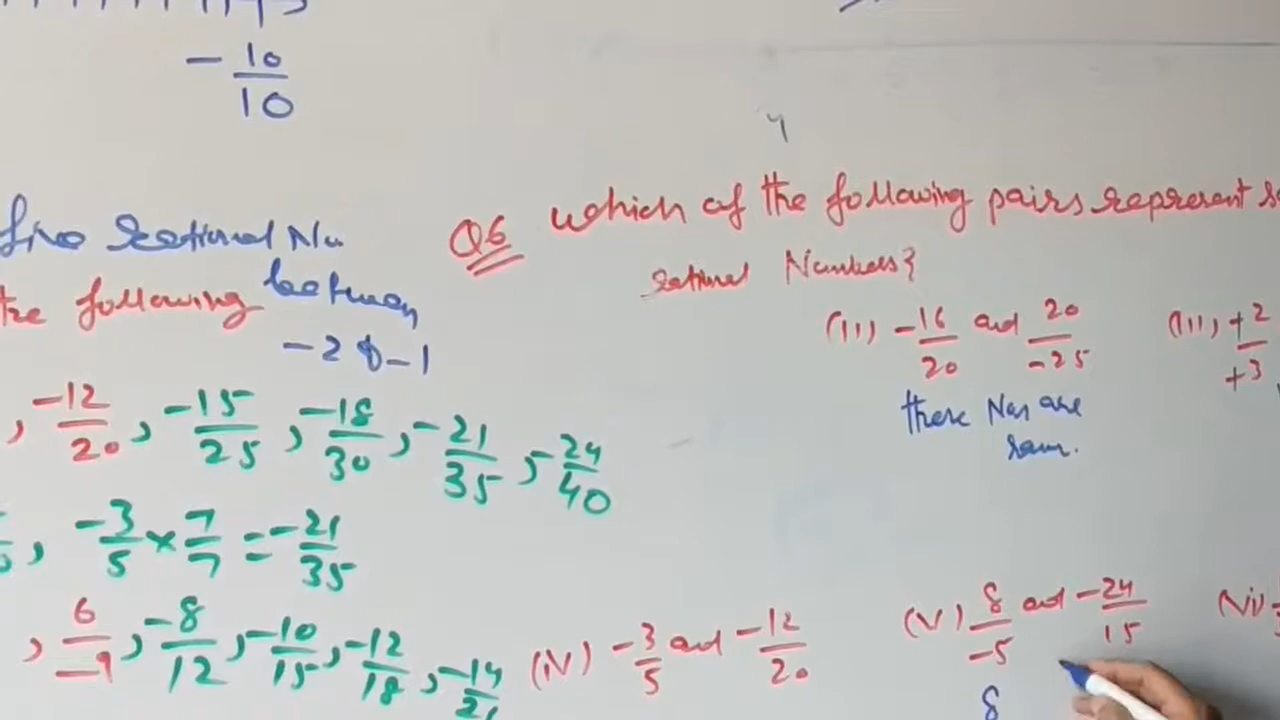 - 10/10
five rational Nu
the following between
-2 & -1
, -12/20, -15/25, -18/30, -21/35, -24/40
, -3/5 × 7/7 = -21/35
, 6/-9, -8/12, -10/15, -12/18, -14/21
Q6 which of the following pairs represent
rational Numbers?
(II) -16/20 and 20/-25 (III) +2/+3
these Nus are
same.
(IV) -3/5 and -12/20 (V) 8/-5 and -24/15 (VI)
8